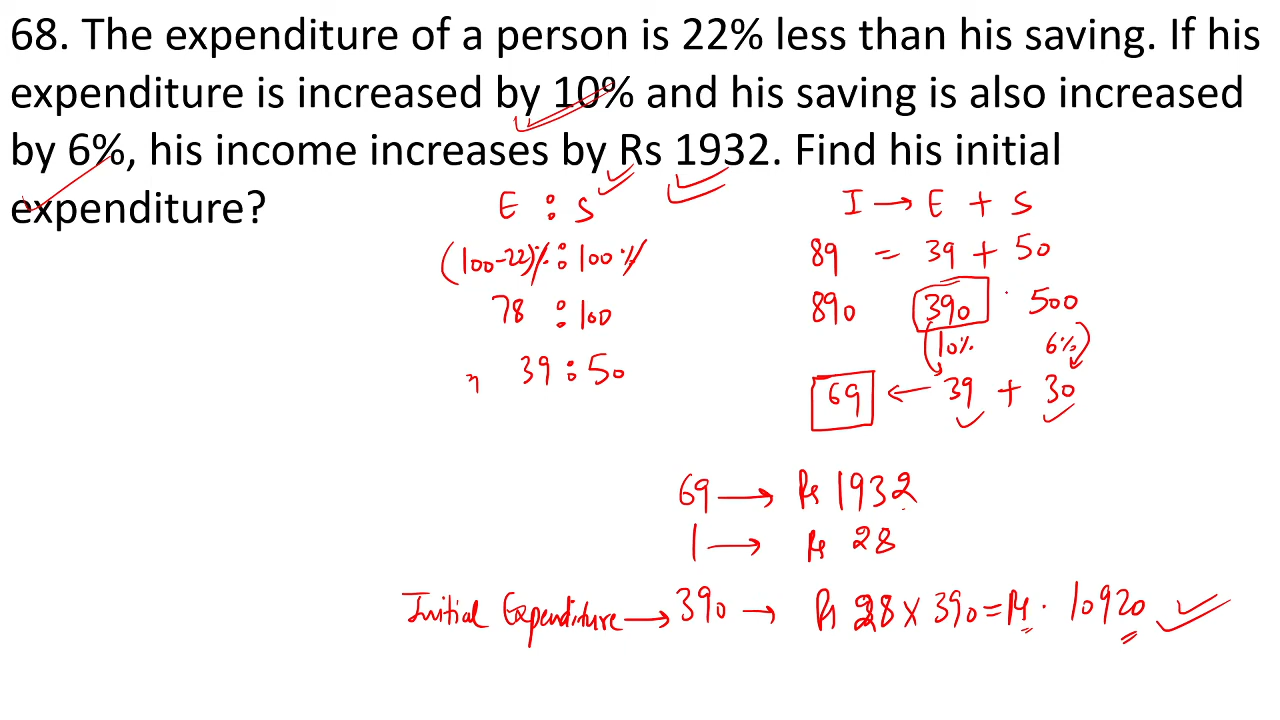 68. The expenditure of a person is 22% less than his saving. If his
expenditure is increased by 10% and his saving is also increased
by 6%, his income increases by Rs 1932. Find his initial
expenditure?
E : S
(100-22)% : 100%
78 : 100
39 : 50
I → E + S
89 = 39 + 50
890 390 500
10% 6%
69 ← 39 + 30
69 → Rs 1932
1 → Rs 28
Initial Expenditure → 390 → Rs 28 × 390 = Rs. 10920